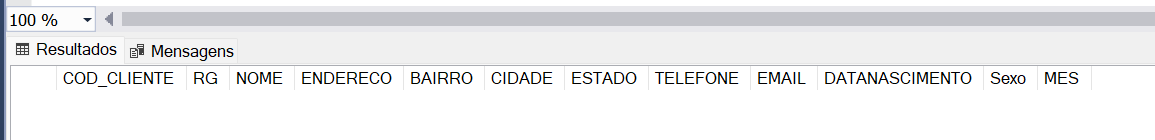 100 %
Resultados Mensagens
COD_CLIENTE RG NOME ENDERECO BAIRRO CIDADE ESTADO TELEFONE EMAIL DATANASCIMENTO Sexo MES